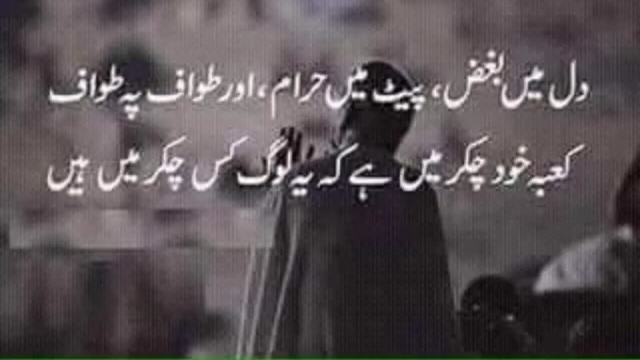 دل میں بغض، پیٹ میں حرام، اور طواف پہ طواف
کعبہ خود چکر میں ہے کہ یہ لوگ کس چکر میں ہیں